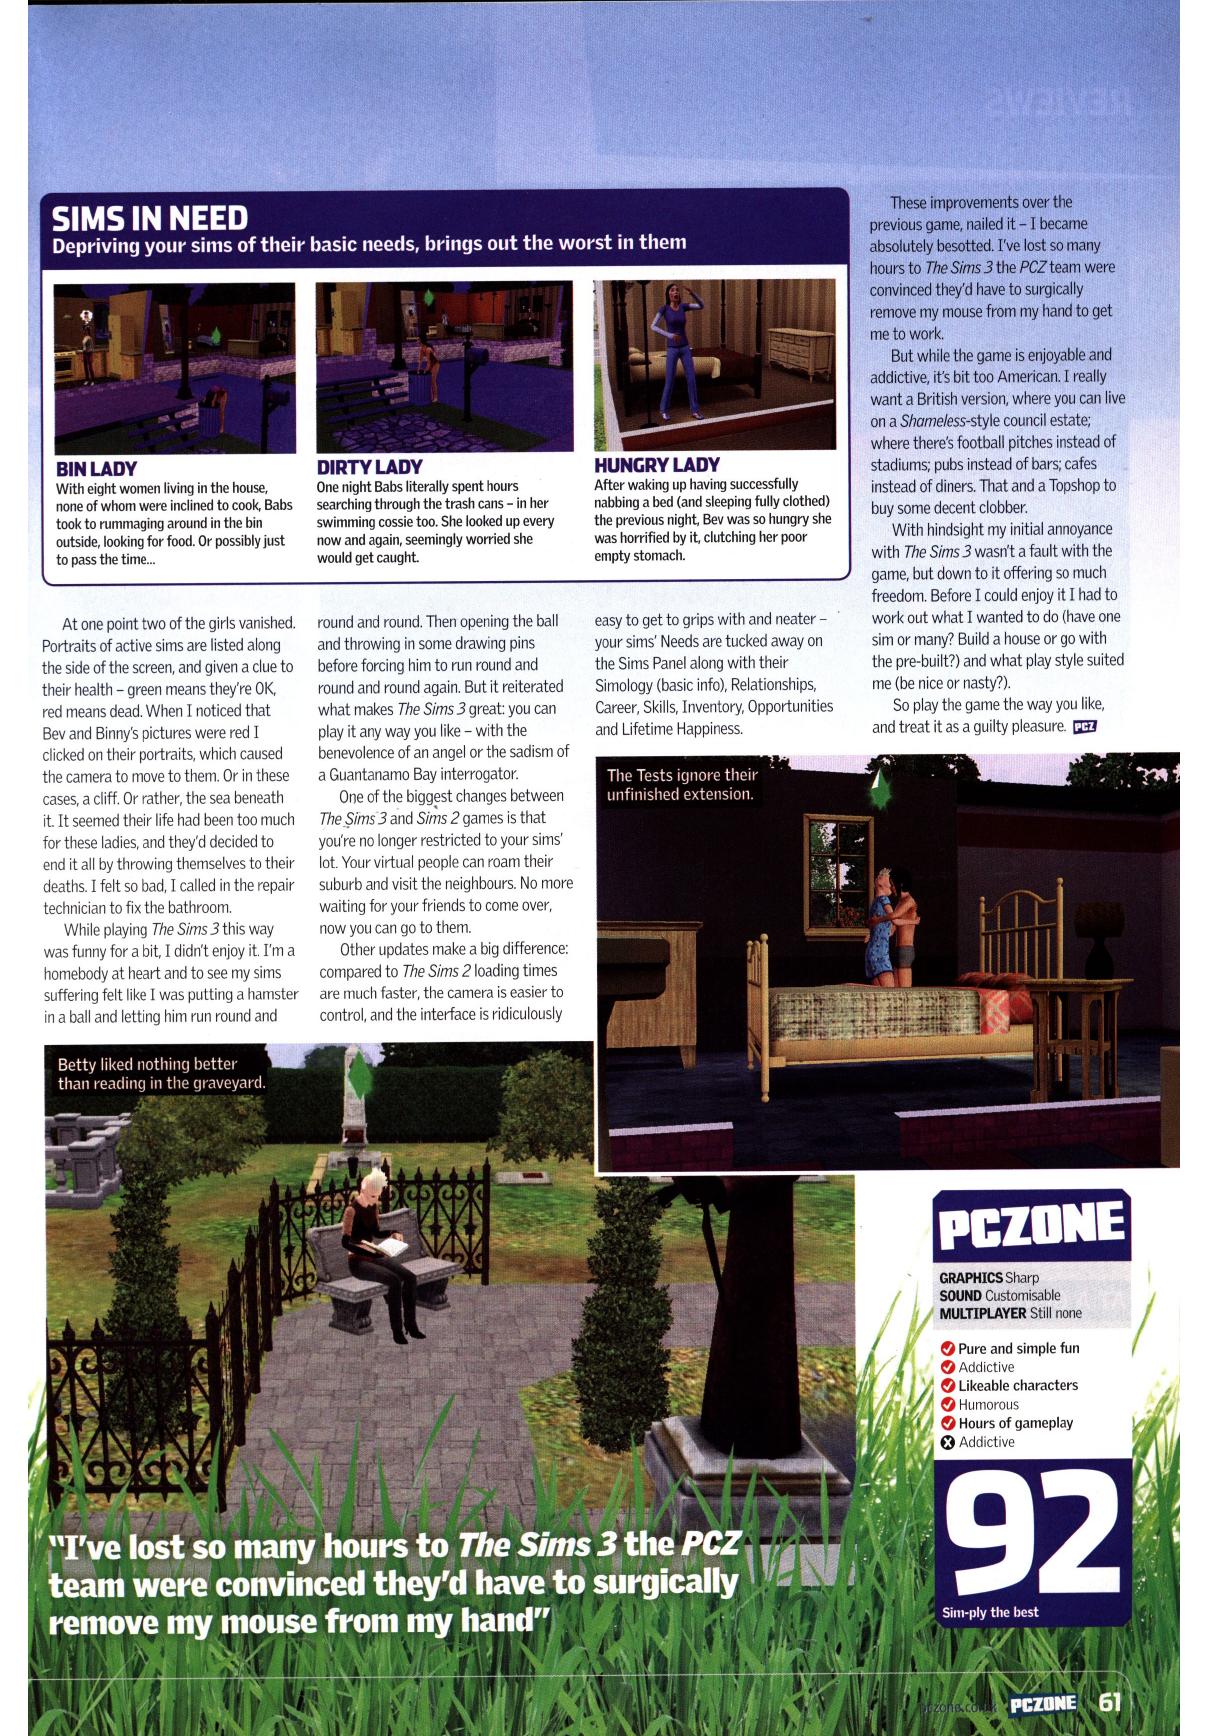 REVIEWS
SIMS IN NEED
Depriving your sims of their basic needs, brings out the worst in them
BIN LADY
With eight women living in the house,
none of whom were inclined to cook, Babs
took to rummaging around in the bin
outside, looking for food. Or possibly just
to pass the time...
DIRTY LADY
One night Babs literally spent hours
searching through the trash cans – in her
swimming cossie too. She looked up every
now and again, seemingly worried she
would get caught.
HUNGRY LADY
After waking up having successfully
nabbing a bed (and sleeping fully clothed)
the previous night, Bev was so hungry she
was horrified by it, clutching her poor
empty stomach.
At one point two of the girls vanished.
Portraits of active sims are listed along
the side of the screen, and given a clue to
their health – green means they're OK,
red means dead. When I noticed that
Bev and Binny's pictures were red I
clicked on their portraits, which caused
the camera to move to them. Or in these
cases, a cliff. Or rather, the sea beneath
it. It seemed their life had been too much
for these ladies, and they'd decided to
end it all by throwing themselves to their
deaths. I felt so bad, I called in the repair
technician to fix the bathroom.
While playing The Sims 3 this way
was funny for a bit, I didn't enjoy it. I'm a
homebody at heart and to see my sims
suffering felt like I was putting a hamster
in a ball and letting him run round and
round and round. Then opening the ball
and throwing in some drawing pins
before forcing him to run round and
round and round again. But it reiterated
what makes The Sims 3 great: you can
play it any way you like – with the
benevolence of an angel or the sadism of
a Guantanamo Bay interrogator.
One of the biggest changes between
The Sims 3 and Sims 2 games is that
you're no longer restricted to your sims'
lot. Your virtual people can roam their
suburb and visit the neighbours. No more
waiting for your friends to come over,
now you can go to them.
Other updates make a big difference:
compared to The Sims 2 loading times
are much faster, the camera is easier to
control, and the interface is ridiculously
easy to get to grips with and neater –
your sims' Needs are tucked away on
the Sims Panel along with their
Simology (basic info), Relationships,
Career, Skills, Inventory, Opportunities
and Lifetime Happiness.
These improvements over the
previous game, nailed it – I became
absolutely besotted. I've lost so many
hours to The Sims 3 the PCZ team were
convinced they'd have to surgically
remove my mouse from my hand to get
me to work.
But while the game is enjoyable and
addictive, it's bit too American. I really
want a British version, where you can live
on a Shameless-style council estate;
where there's football pitches instead of
stadiums; pubs instead of bars; cafes
instead of diners. That and a Topshop to
buy some decent clobber.
With hindsight my initial annoyance
with The Sims 3 wasn't a fault with the
game, but down to it offering so much
freedom. Before I could enjoy it I had to
work out what I wanted to do (have one
sim or many? Build a house or go with
the pre-built?) and what play style suited
me (be nice or nasty?).
So play the game the way you like,
and treat it as a guilty pleasure. PCZ
The Tests ignore their
unfinished extension.
Betty liked nothing better
than reading in the graveyard.
"I've lost so many hours to The Sims 3 the PCZ
team were convinced they'd have to surgically
remove my mouse from my hand"
PCZONE
GRAPHICS Sharp
SOUND Customisable
MULTIPLAYER Still none
Pure and simple fun
Addictive
Likeable characters
Humorous
Hours of gameplay
Addictive
92
Sim-ply the best
pczone.co.uk PCZONE 61